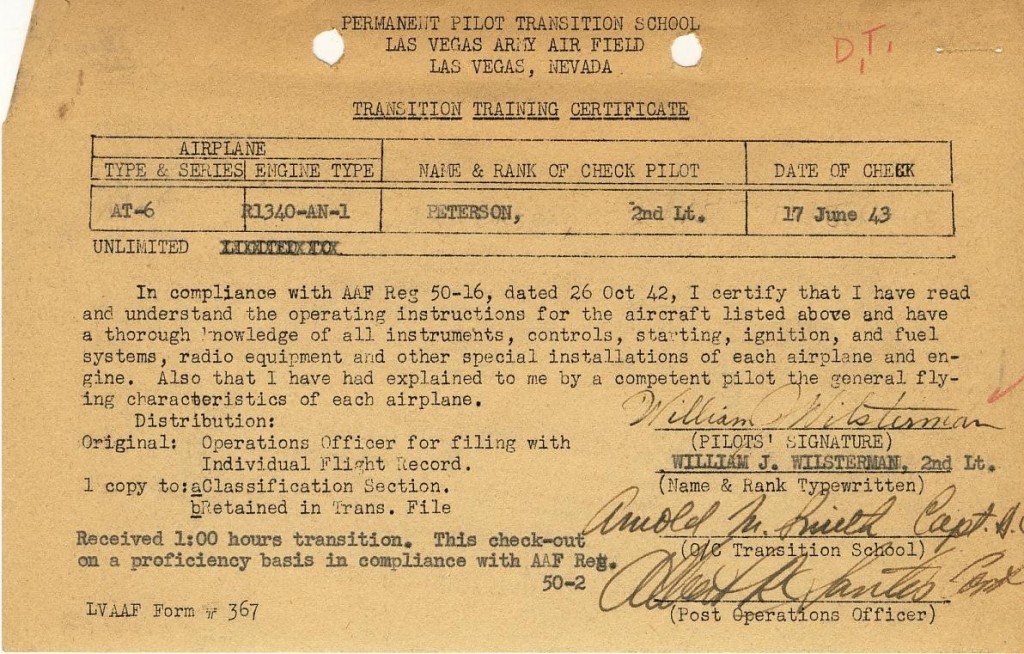 PERMANENT PILOT TRANSITION SCHOOL
LAS VEGAS ARMY AIR FIELD
LAS VEGAS, NEVADA
D.T.
TRANSITION TRAINING CERTIFICATE
AIRPLANE
TYPE & SERIES ENGINE TYPE NAME & RANK OF CHECK PILOT DATE OF CHECK
AT-6 R1340-AN-1 PETERSON, 2nd Lt. 17 June 43
UNLIMITED
In compliance with AAF Reg 50-16, dated 26 Oct 42, I certify that I have read
and understand the operating instructions for the aircraft listed above and have
a thorough knowledge of all instruments, controls, starting, ignition, and fuel
systems, radio equipment and other special installations of each airplane and en-
gine. Also that I have had explained to me by a competent pilot the general fly-
ing characteristics of each airplane.
William J Wilsterman
(PILOTS' SIGNATURE)
WILLIAM J. WILSTERMAN, 2nd Lt.
(Name & Rank Typewritten)
Distribution:
Original: Operations Officer for filing with
Individual Flight Record.
1 copy to: a Classification Section.
b Retained in Trans. File
Arnold M. Smith Capt.
(O/C Transition School)
Received 1:00 hours transition. This check-out
on a proficiency basis in compliance with AAF Reg.
50-2
Albert
(Post Operations Officer)
LVAAF Form # 367